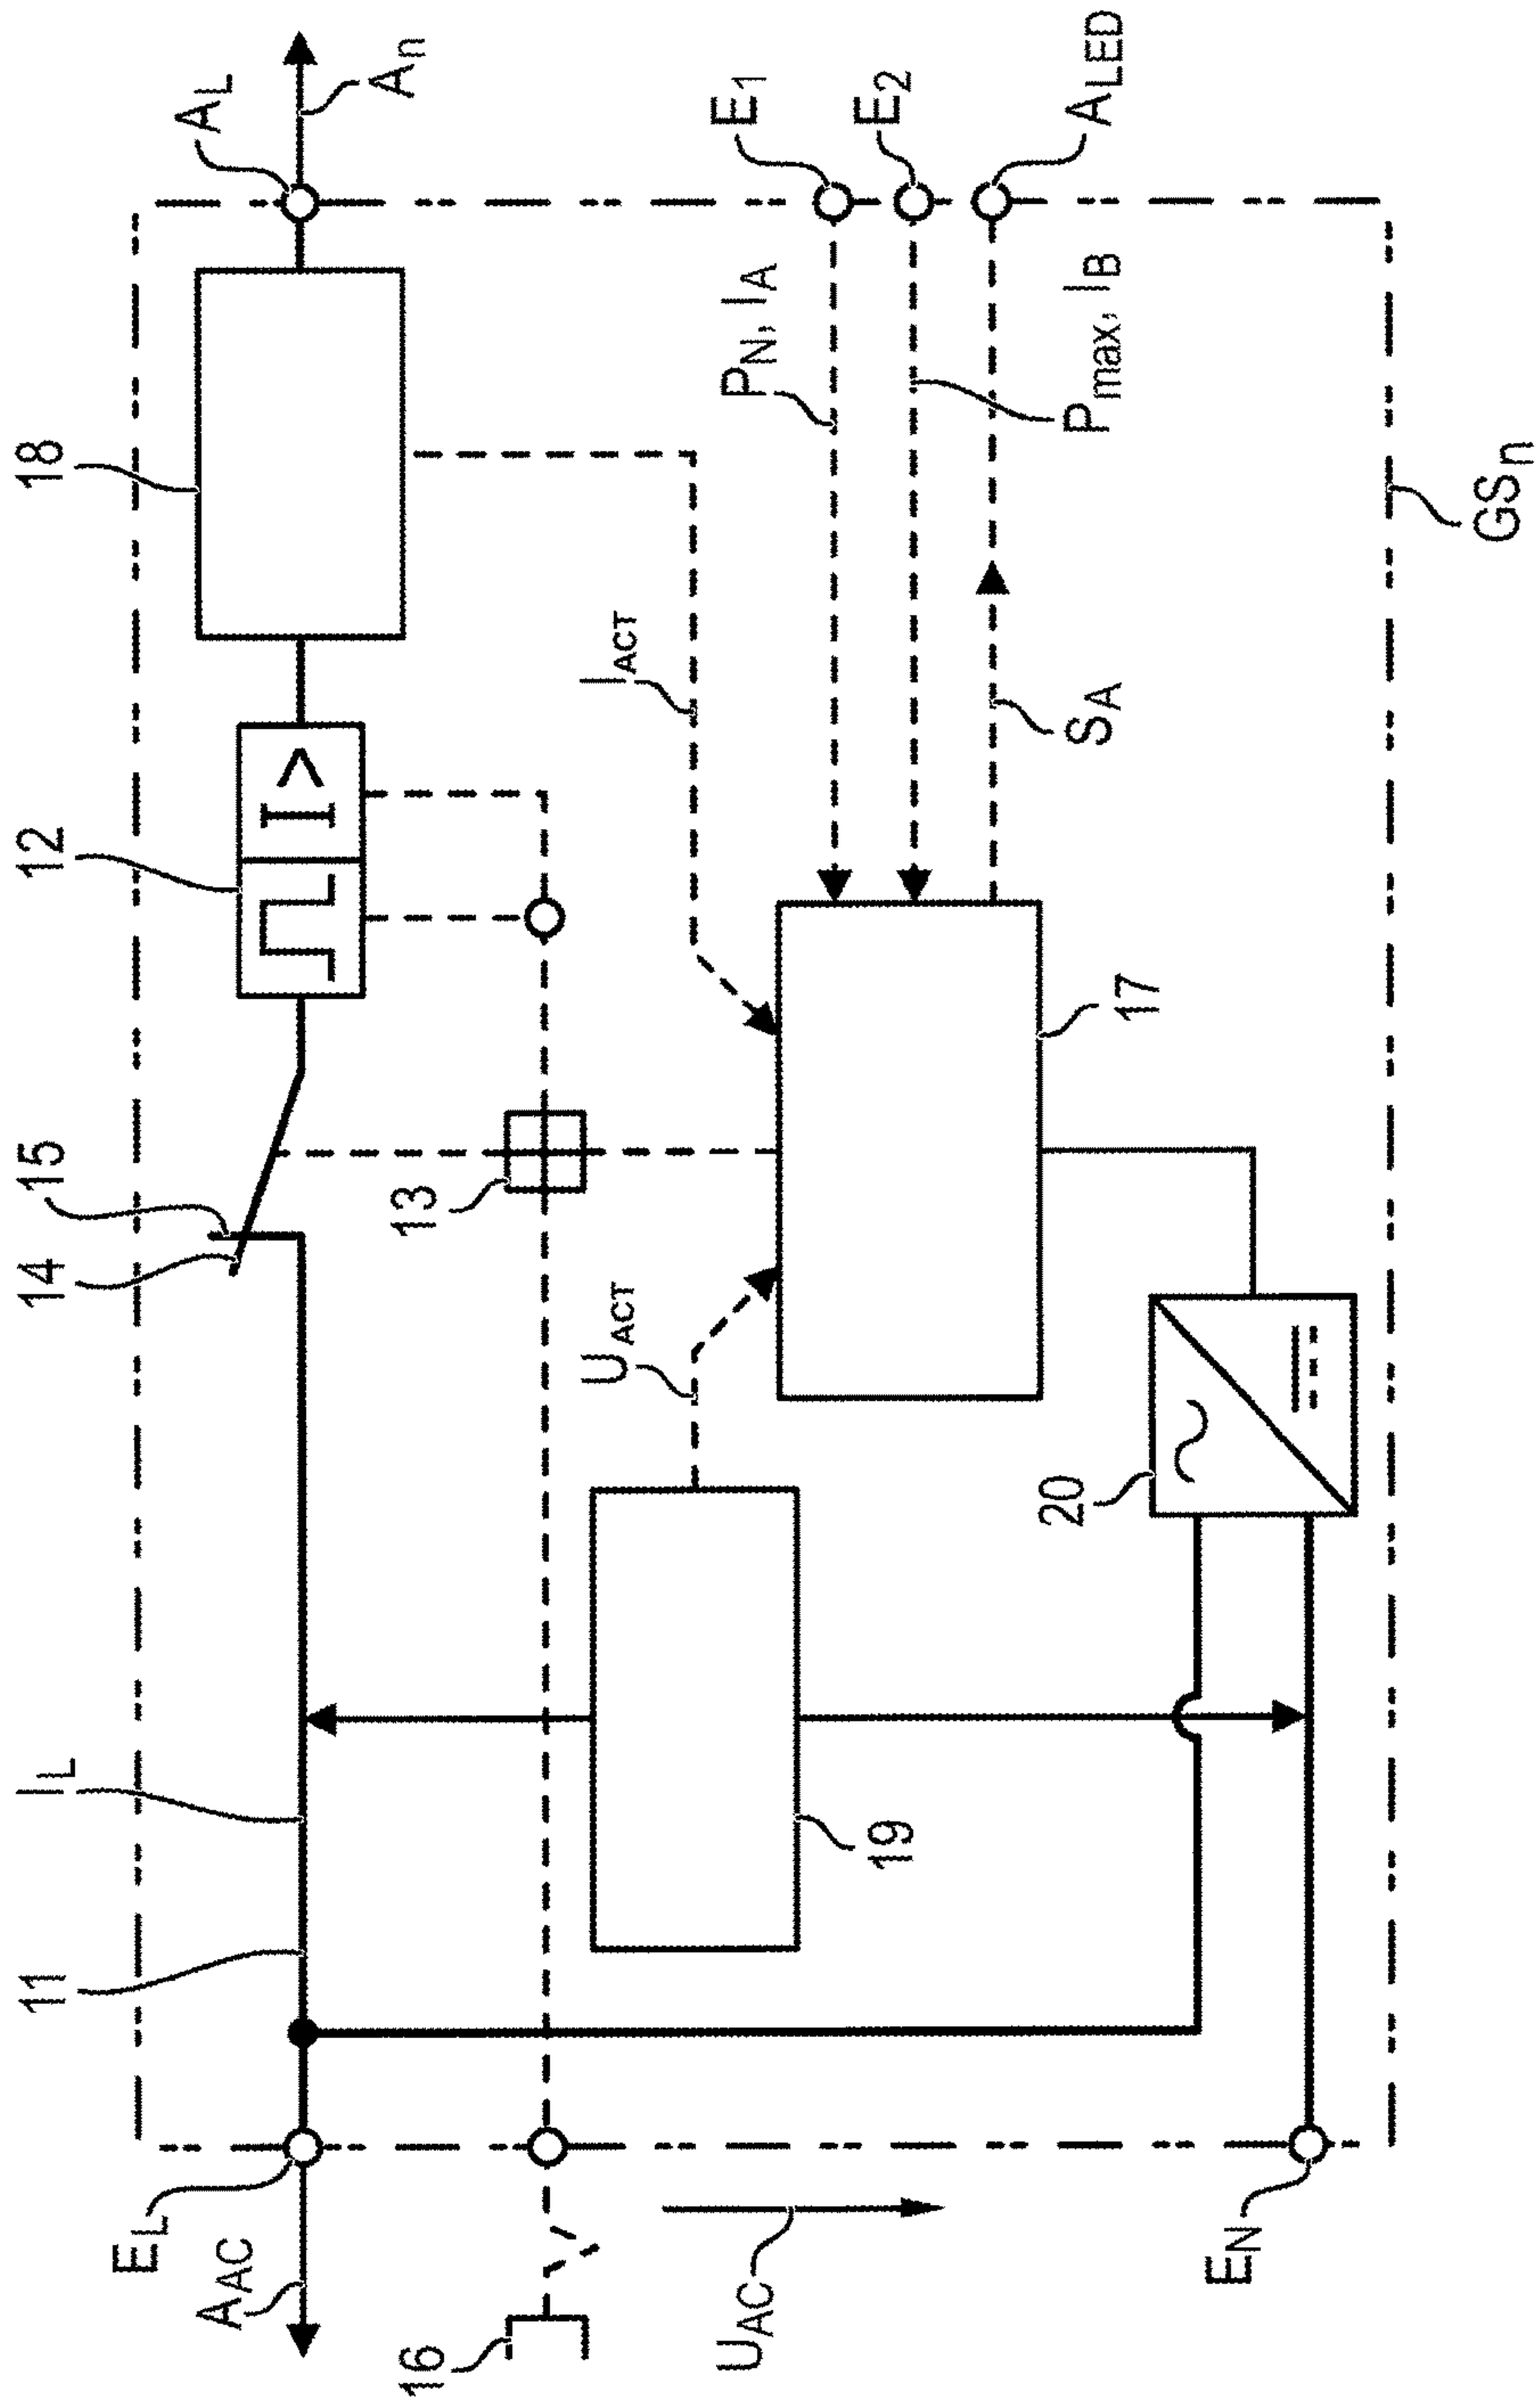 E_L
A_AC
11
I_L
14
15
12
18
A_L
A_n
16
13
I_ACT
U_ACT
P_N, I_A
E_1
E_2
P_max, I_B
A_LED
S_A
U_AC
19
17
20
E_N
GS_n
I >